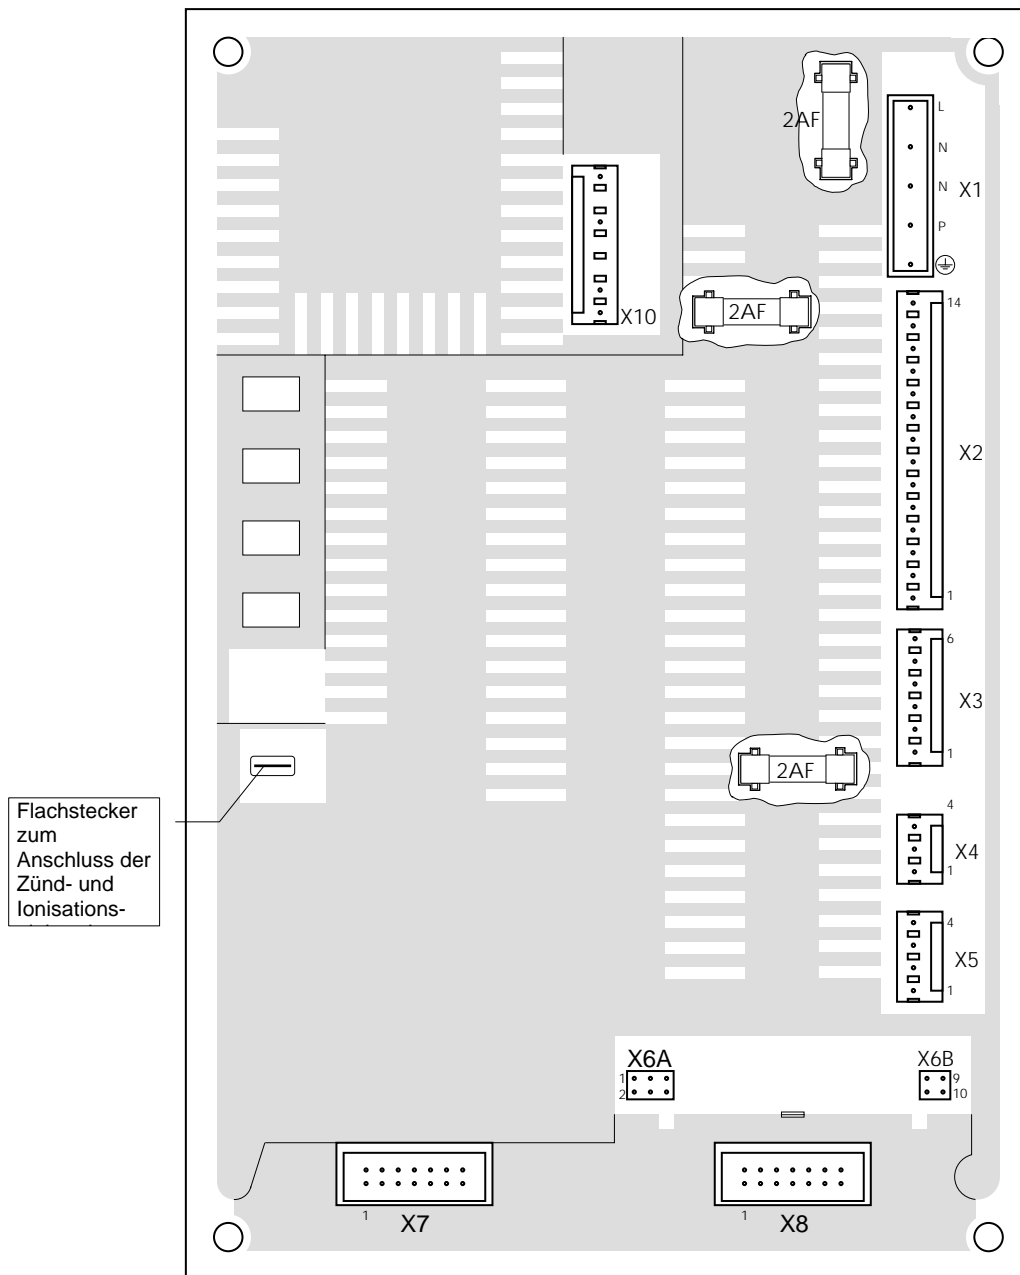 2AF
L
N
N
X1
P
2AF
X10
14
X2
1
6
X3
1
2AF
Flachstecker
zum
Anschluss der
Zünd- und
Ionisations-
4
X4
1
4
X5
1
X6A
1
2
X6B
9
10
1
X7
1
X8